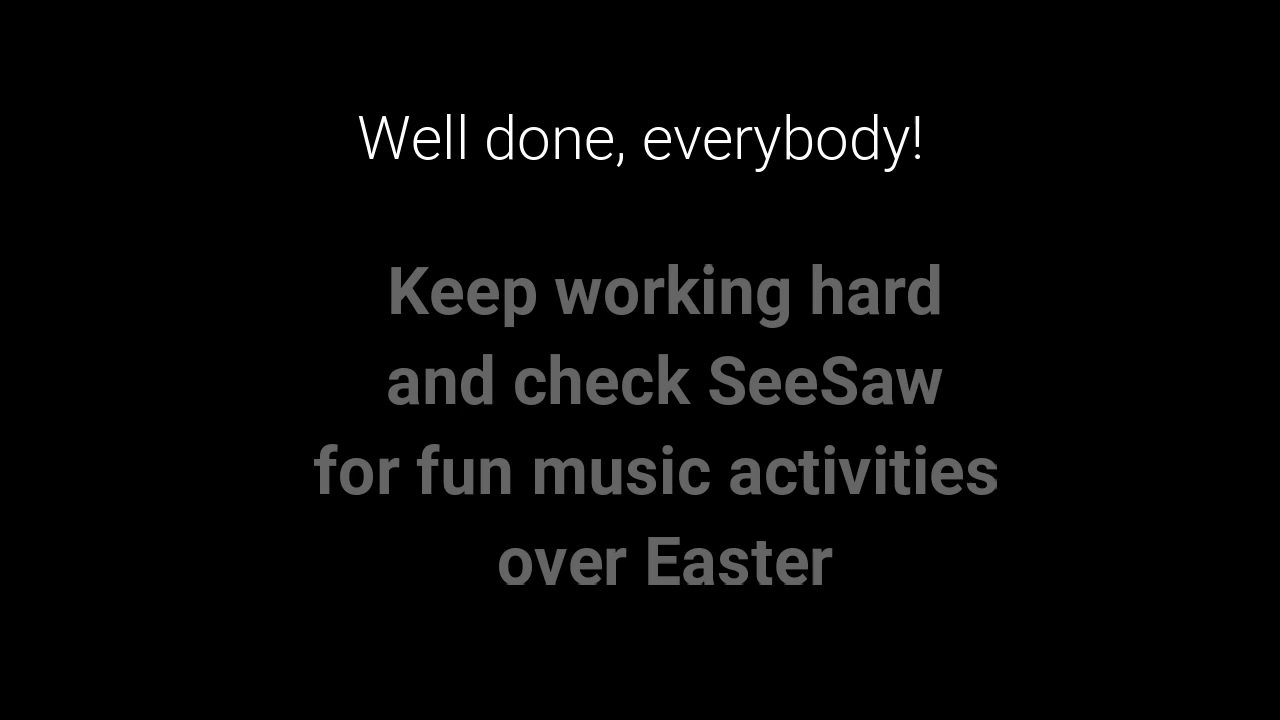 Well done, everybody!
Keep working hard
and check SeeSaw
for fun music activities
over Easter